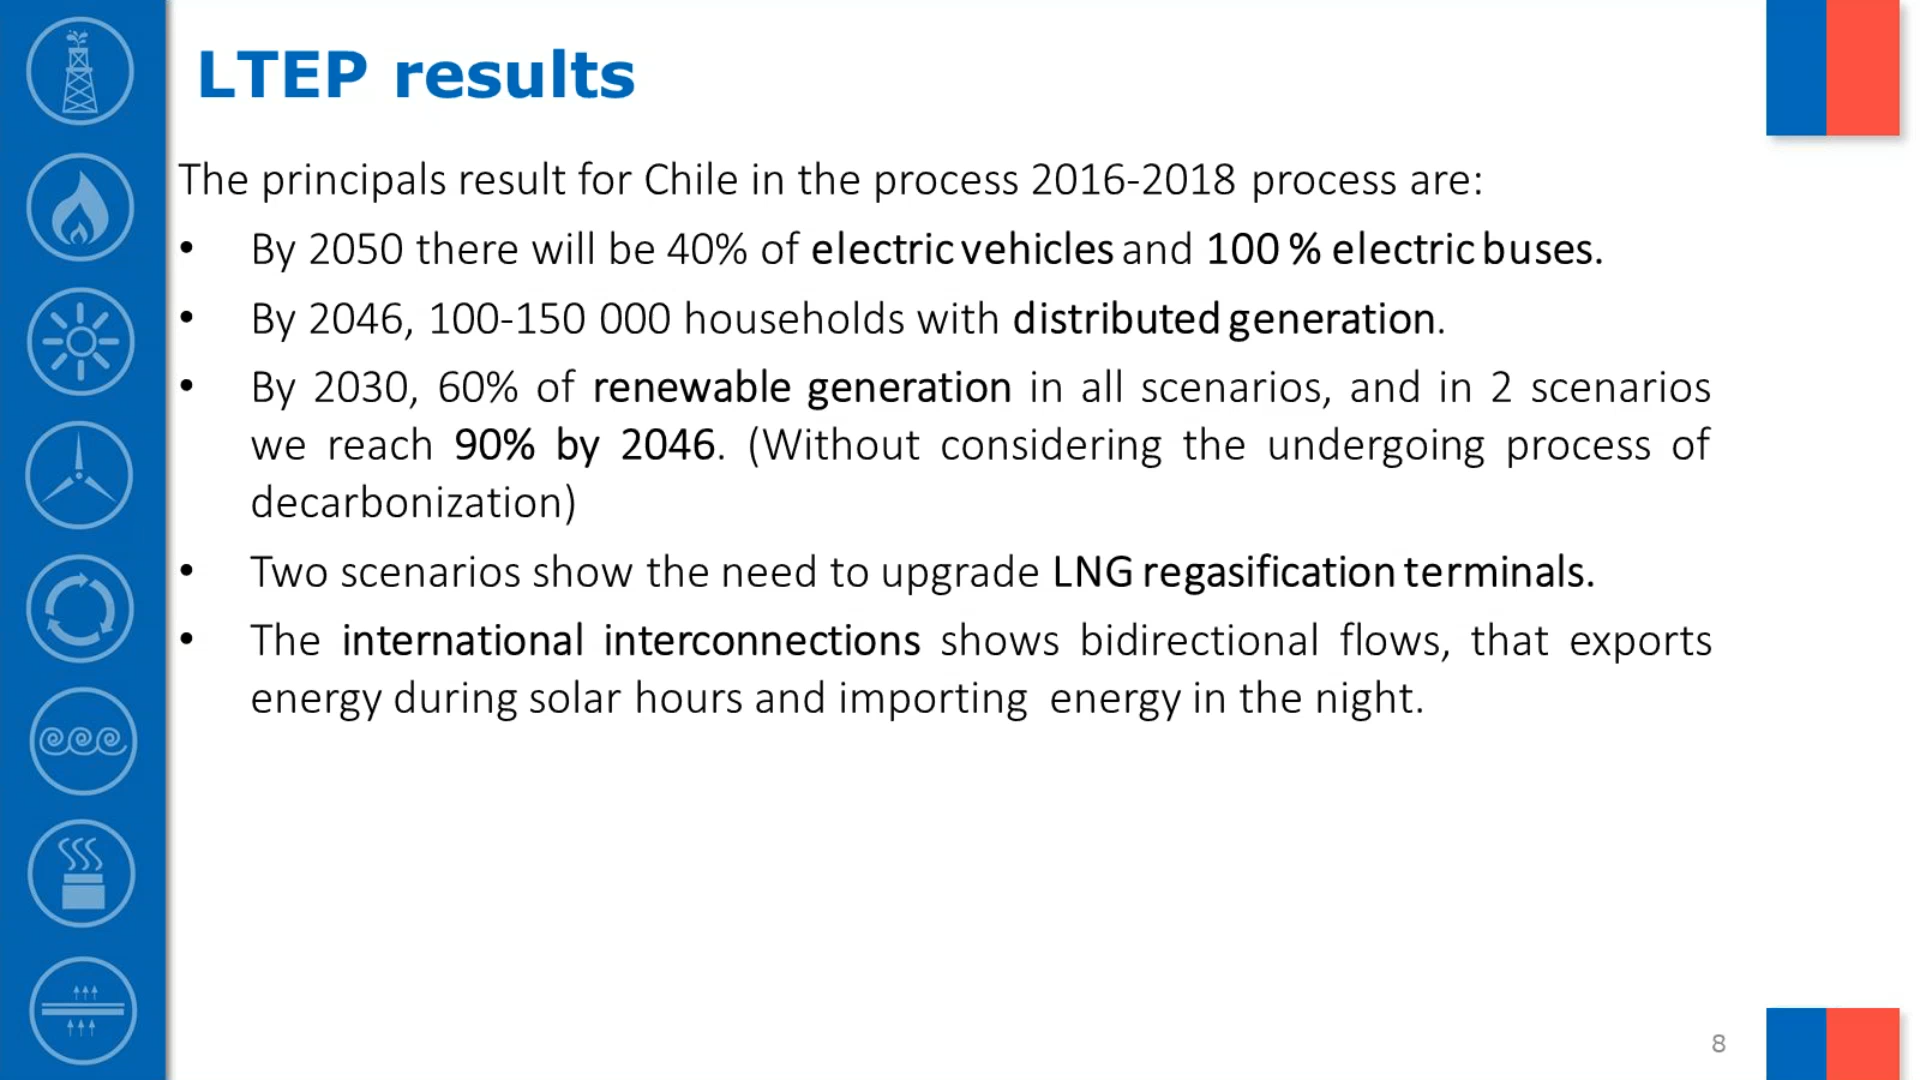 LTEP results
The principals result for Chile in the process 2016-2018 process are:
• By 2050 there will be 40% of electric vehicles and 100 % electric buses.
• By 2046, 100-150 000 households with distributed generation.
• By 2030, 60% of renewable generation in all scenarios, and in 2 scenarios
we reach 90% by 2046. (Without considering the undergoing process of
decarbonization)
• Two scenarios show the need to upgrade LNG regasification terminals.
• The international interconnections shows bidirectional flows, that exports
energy during solar hours and importing energy in the night.
8